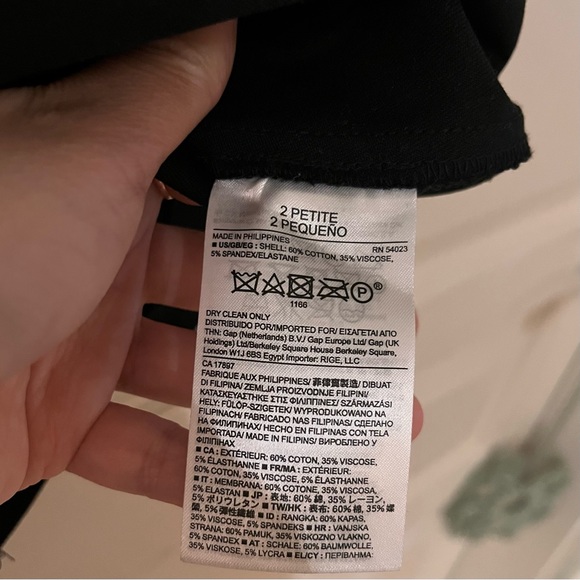 2 PETITE
2 PEQUEÑO
MADE IN PHILIPPINES
RN 54023
■ US/GB/EG : SHELL: 60% COTTON, 35% VISCOSE,
5% SPANDEX/ELASTANE
P®
1166
DRY CLEAN ONLY
DISTRIBUIDO POR/IMPORTED FOR/ ΕΙΣΑΓΕΤΑΙ ΑΠΟ
THN: Gap (Netherlands) B.V./ Gap Europe Ltd/ Gap (UK
Holdings) Ltd/Berkeley Square House Berkeley Square,
London W1J 6BS Egypt Importer: RIGE, LLC
CA 17897
FABRIQUE AUX PHILIPPINES/ 菲律賓製造/ DIBUAT
DI FILIPINA/ ZEMLJA PROIZVODNJE FILIPINI/
ΚΑΤΑΣΚΕΥΑΣΤΗΚΕ ΣΤΙΣ ΦΙΛΙΠΠΙΝΕΣ/ SZÁRMAZÁSI
HELY: FÜLÖP-SZIGETEK/ WYPRODUKOWANO NA
FILIPINACH/ FABRICADO NAS FILIPINAS/ СДЕЛАНО
НА ФИЛИППИНАХ/ HECHO EN FILIPINAS CON TELA
IMPORTADA/ MADE IN FILIPINS/ ВИРОБЛЕНО У
ФІЛІПІНАХ
■ CA : EXTÉRIEUR: 60% COTON, 35% VISCOSE,
5% ÉLASTHANNE ■ FR/MA : EXTÉRIEUR:
60% COTON, 35% VISCOSE, 5% ÉLASTHANNE
■ IT : MEMBRANA: 60% COTONE, 35% VISCOSA,
5% ELASTAN ■ JP : 表地: 60% 綿, 35% レーヨン,
5% ポリウレタン ■ TW/HK : 表布: 60% 棉, 35% 嫘
縈, 5% 彈性纖維 ■ ID : RANGKA: 60% KAPAS,
35% VISCOSE, 5% SPANDEKS ■ HR : VANJSKA
STRANA: 60% PAMUK, 35% VISKOZNO VLAKNO,
5% SPANDEX ■ AT : SCHALE: 60% BAUMWOLLE,
35% VISKOSE, 5% LYCRA ■ EL/CY : ΠΕΡΙΒΛΗΜΑ: